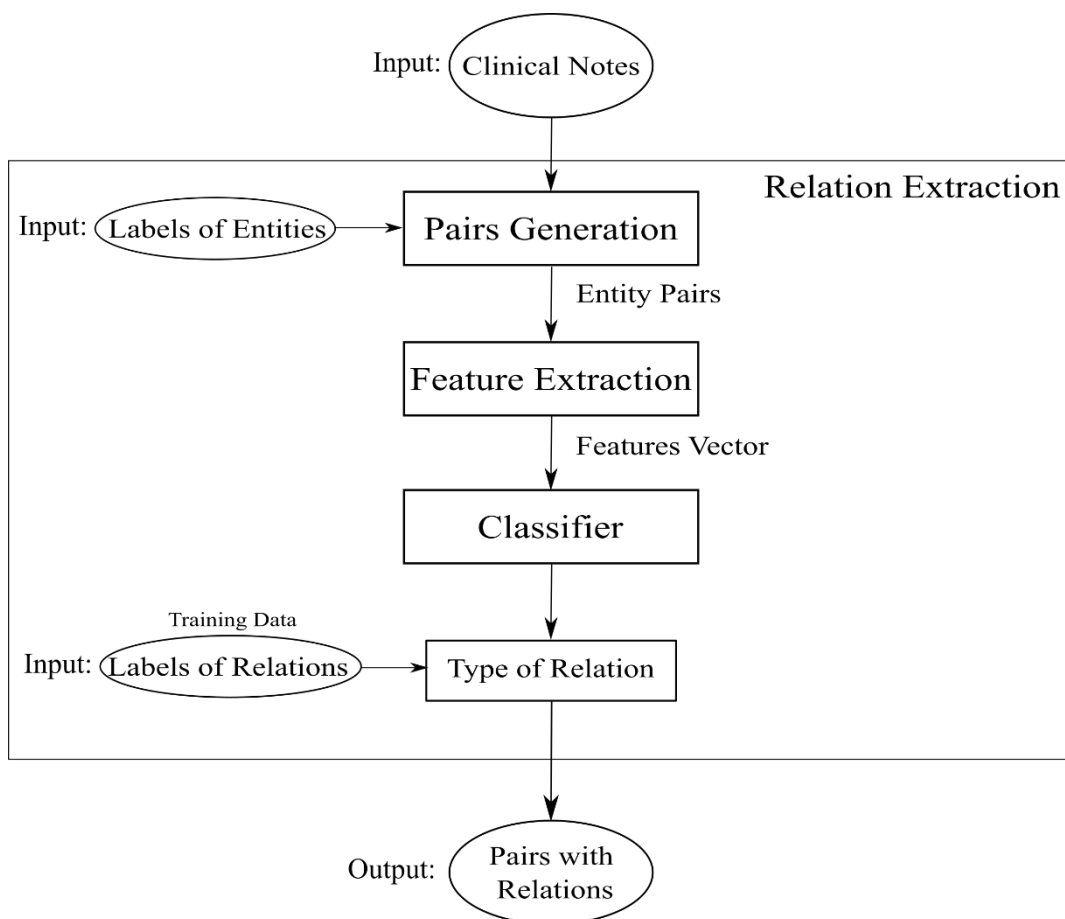 Input: Clinical Notes
Relation Extraction
Input: Labels of Entities
Pairs Generation
Entity Pairs
Feature Extraction
Features Vector
Classifier
Training Data
Input: Labels of Relations
Type of Relation
Output: Pairs with
Relations